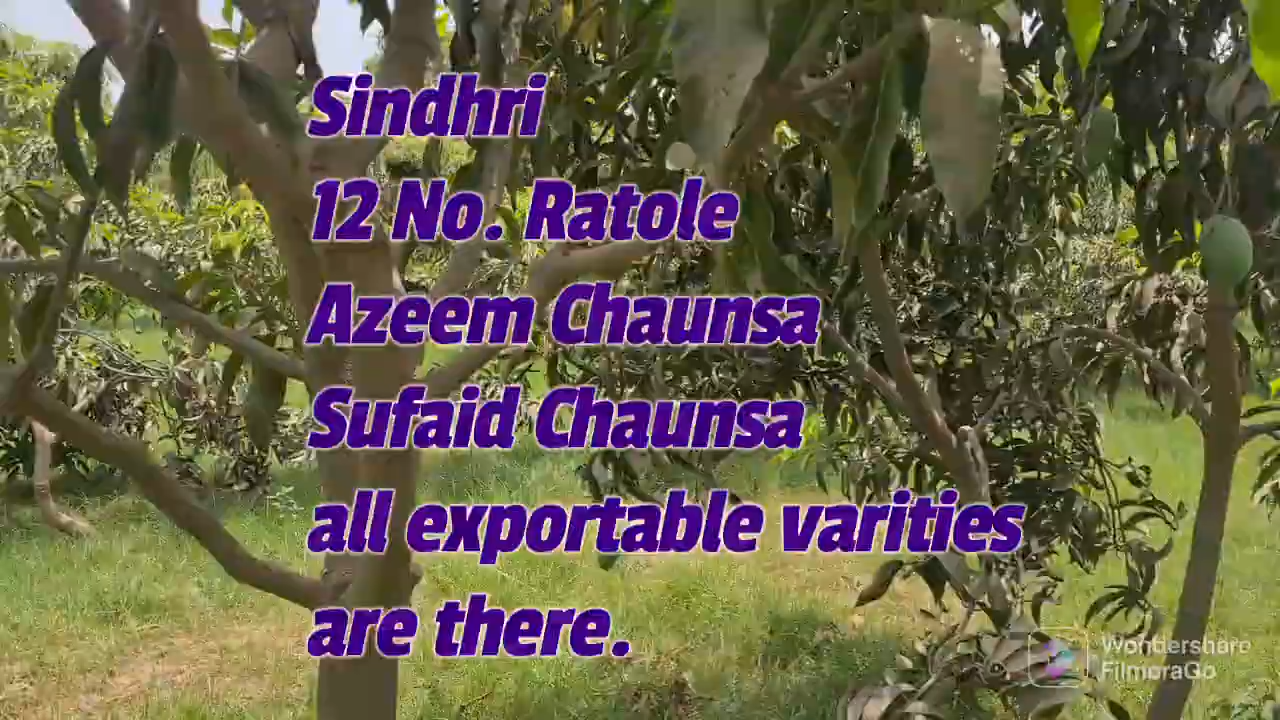 Sindhri
12 No. Ratole
Azeem Chaunsa
Sufaid Chaunsa
all exportable varities
are there.
Wondershare
FilmoraGo